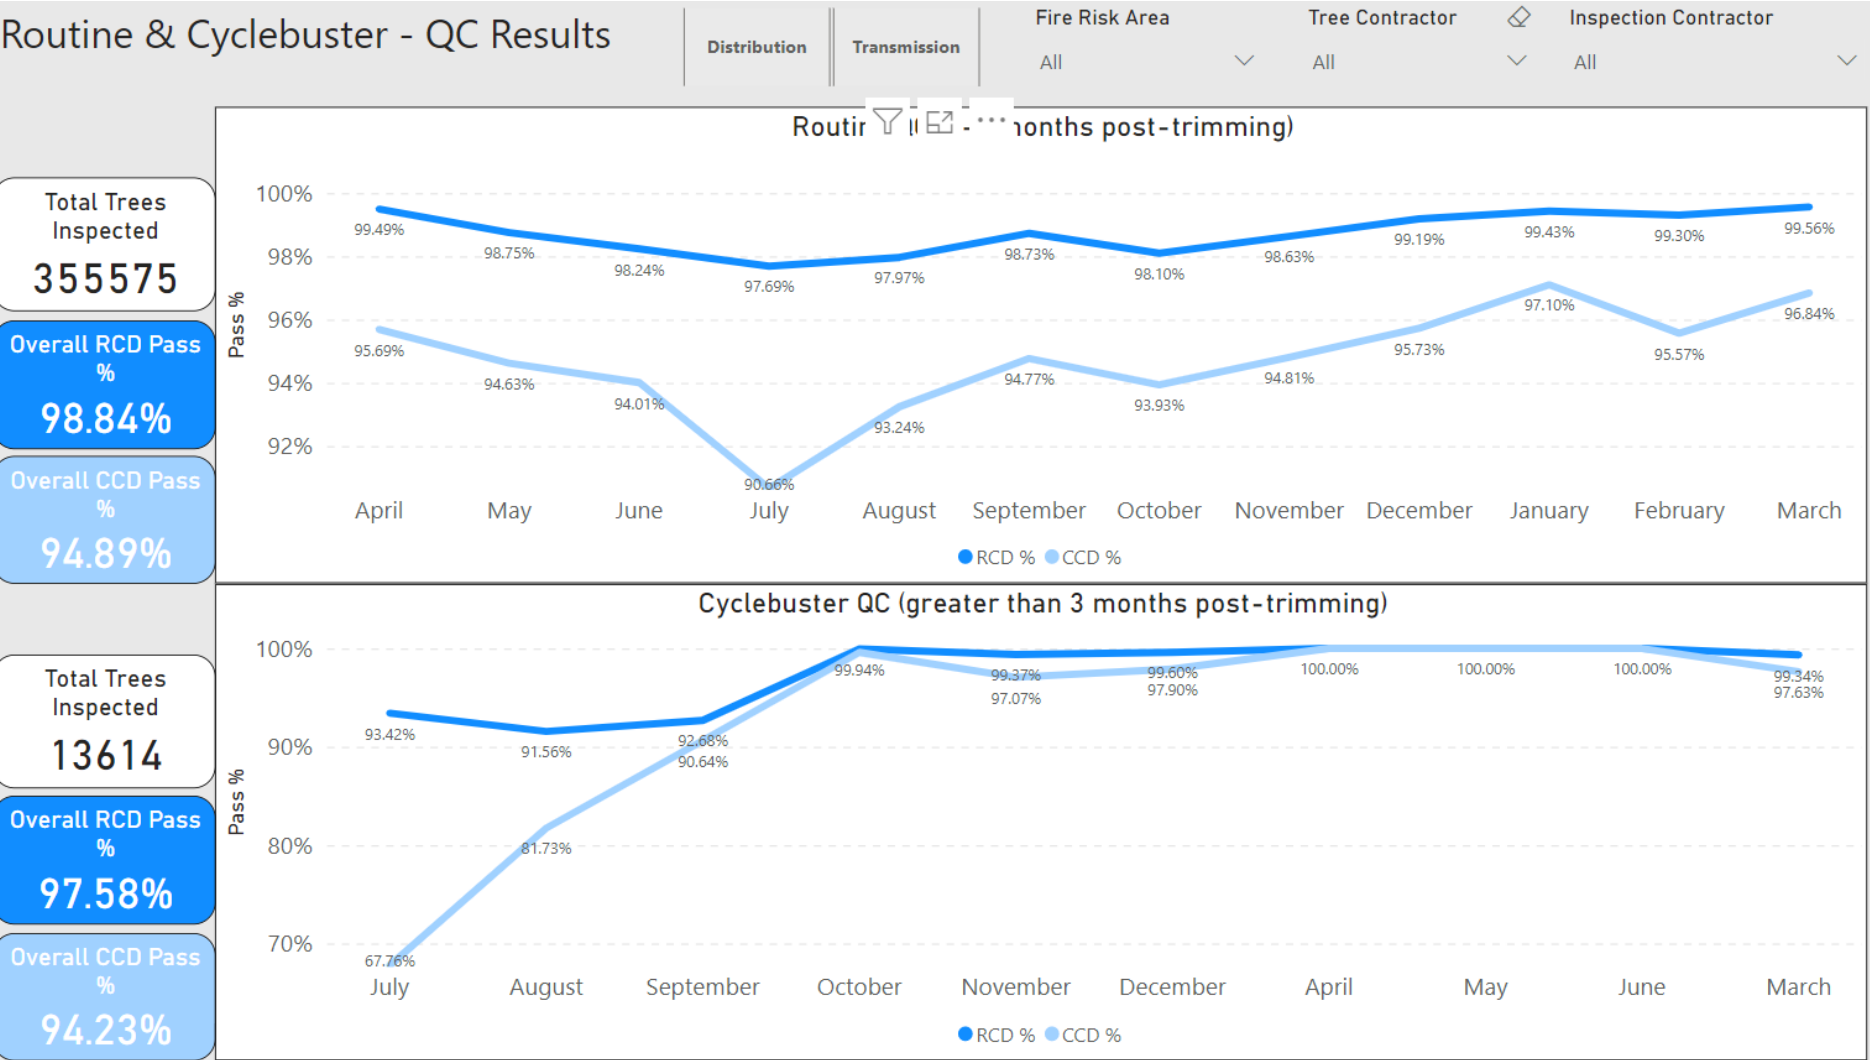 Routine & Cyclebuster - QC Results
Distribution
Transmission
Fire Risk Area
All
Tree Contractor
All
Inspection Contractor
All
- months post-trimming)
Total Trees
Inspected
355575
Overall RCD Pass
%
98.84%
Overall CCD Pass
%
94.89%
Pass %
100%
98%
96%
94%
92%
99.49%
98.75%
98.24%
97.69%
97.97%
98.73%
98.10%
98.63%
99.19%
99.43%
99.30%
99.56%
95.69%
94.63%
94.01%
90.66%
93.24%
94.77%
93.93%
94.81%
95.73%
97.10%
95.57%
96.84%
April May June July August September October November December January February March
RCD % CCD %
Cyclebuster QC (greater than 3 months post-trimming)
Total Trees
Inspected
13614
Overall RCD Pass
%
97.58%
Overall CCD Pass
%
94.23%
Pass %
100%
90%
80%
70%
93.42%
91.56%
92.68%
90.64%
99.94%
99.37%
97.07%
99.60%
97.90%
100.00%
100.00%
100.00%
99.34%
97.63%
81.73%
67.76%
July August September October November December April May June March
RCD % CCD %